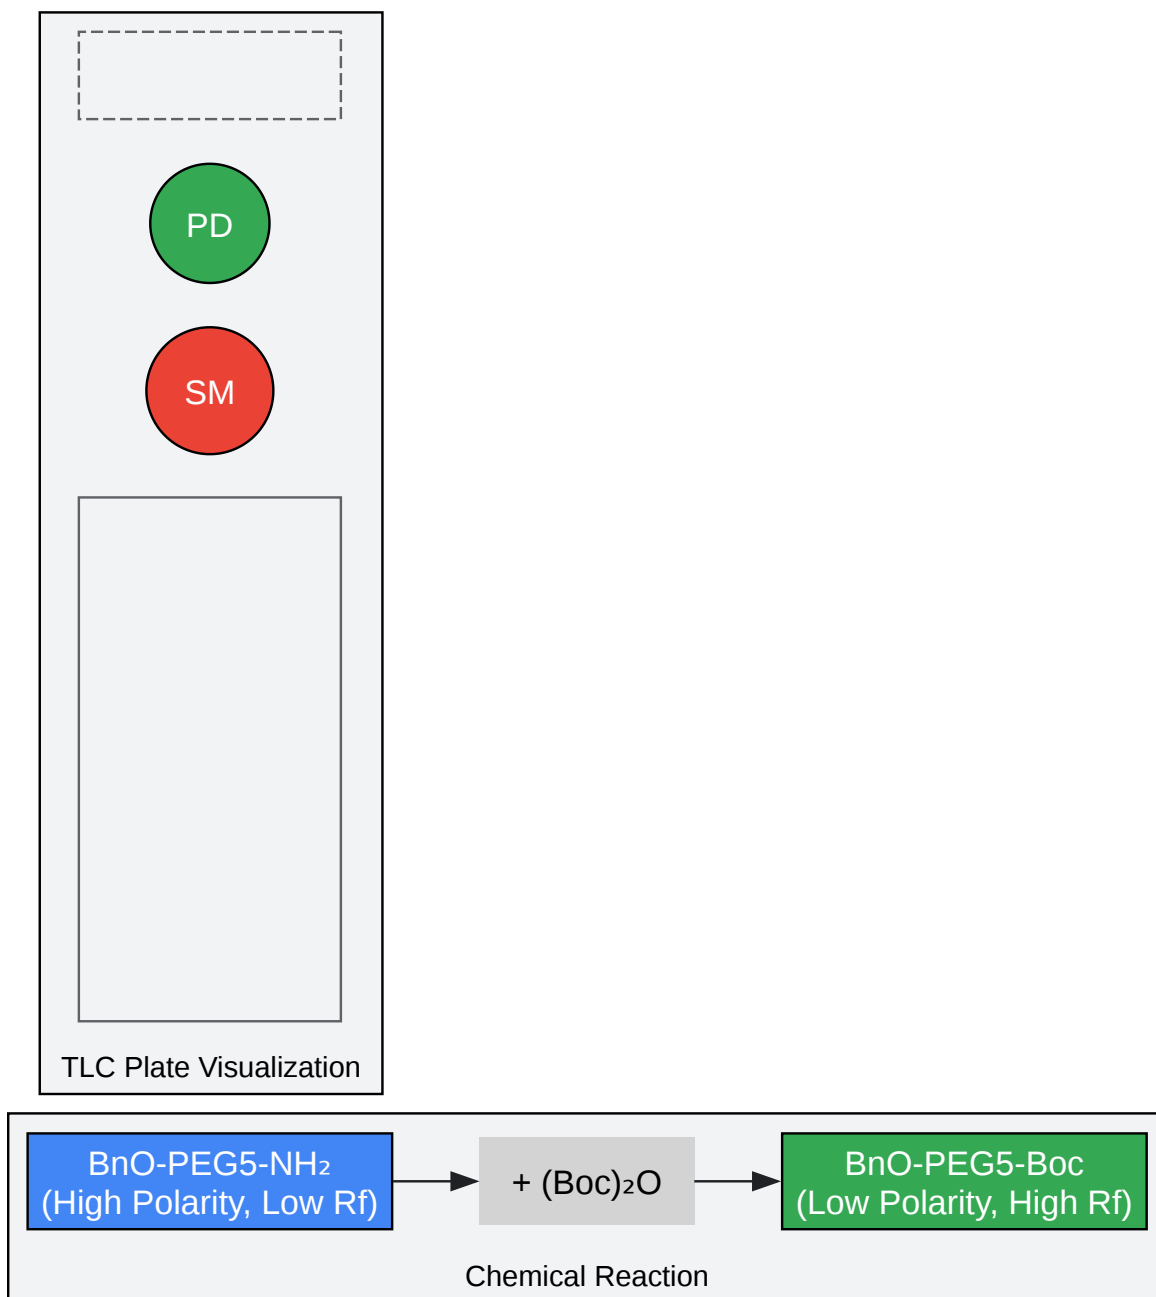 PD
SM
TLC Plate Visualization
BnO-PEG5-NH₂
(High Polarity, Low Rf)
+ (Boc)₂O
BnO-PEG5-Boc
(Low Polarity, High Rf)
Chemical Reaction